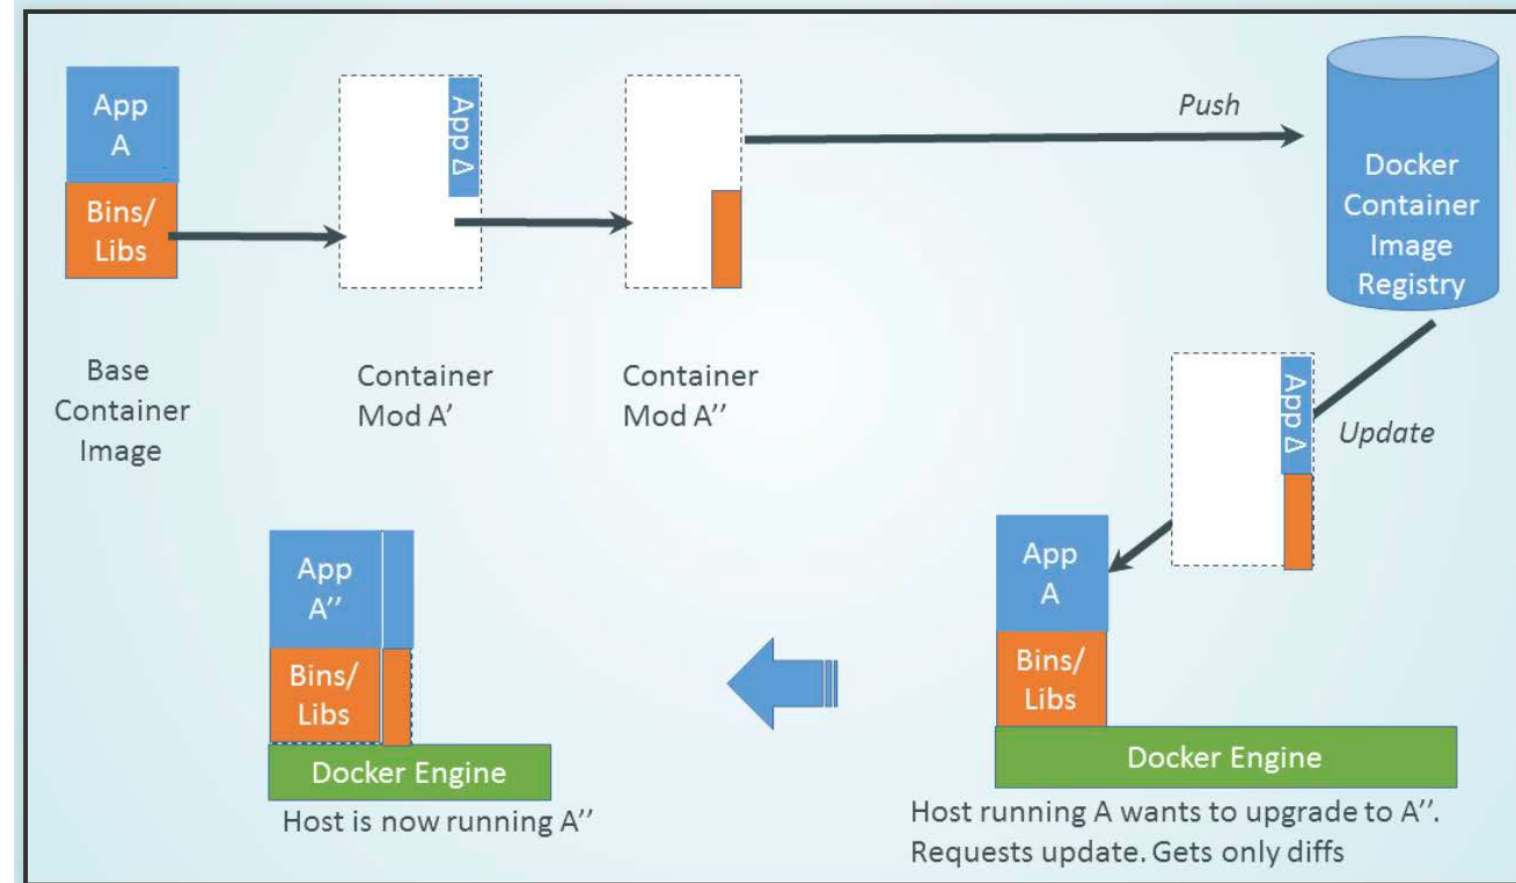 App
A
Bins/
Libs
Base
Container
Image
App Δ
Container
Mod A'
Container
Mod A''
Push
Docker
Container
Image
Registry
App Δ
Update
App
A
Bins/
Libs
Docker Engine
Host running A wants to upgrade to A''.
Requests update. Gets only diffs
App
A''
Bins/
Libs
Docker Engine
Host is now running A''